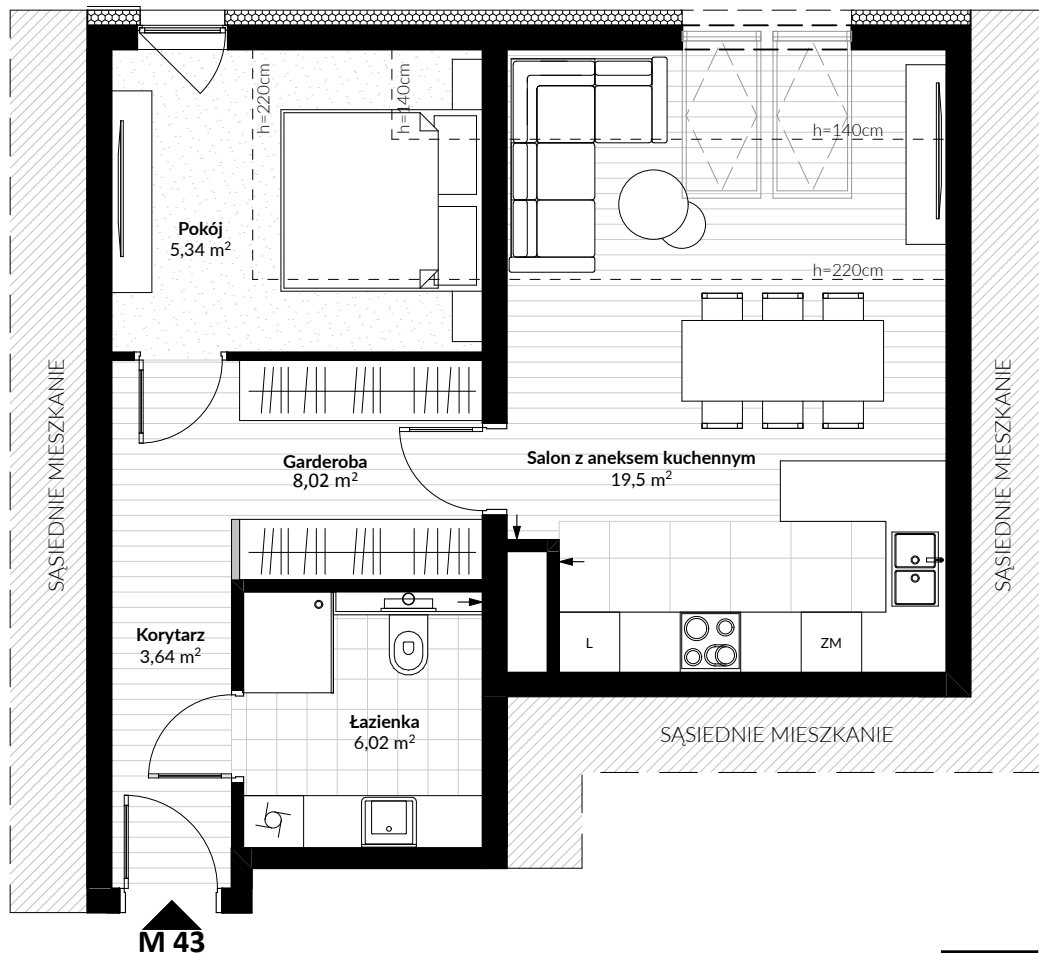 h=220cm
h=140cm
h=140cm
Pokój
5,34 m²
h=220cm
SĄSIEDNIE MIESZKANIE
SĄSIEDNIE MIESZKANIE
Garderoba
8,02 m²
Salon z aneksem kuchennym
19,5 m²
Korytarz
3,64 m²
L
ZM
Łazienka
6,02 m²
SĄSIEDNIE MIESZKANIE
M 43